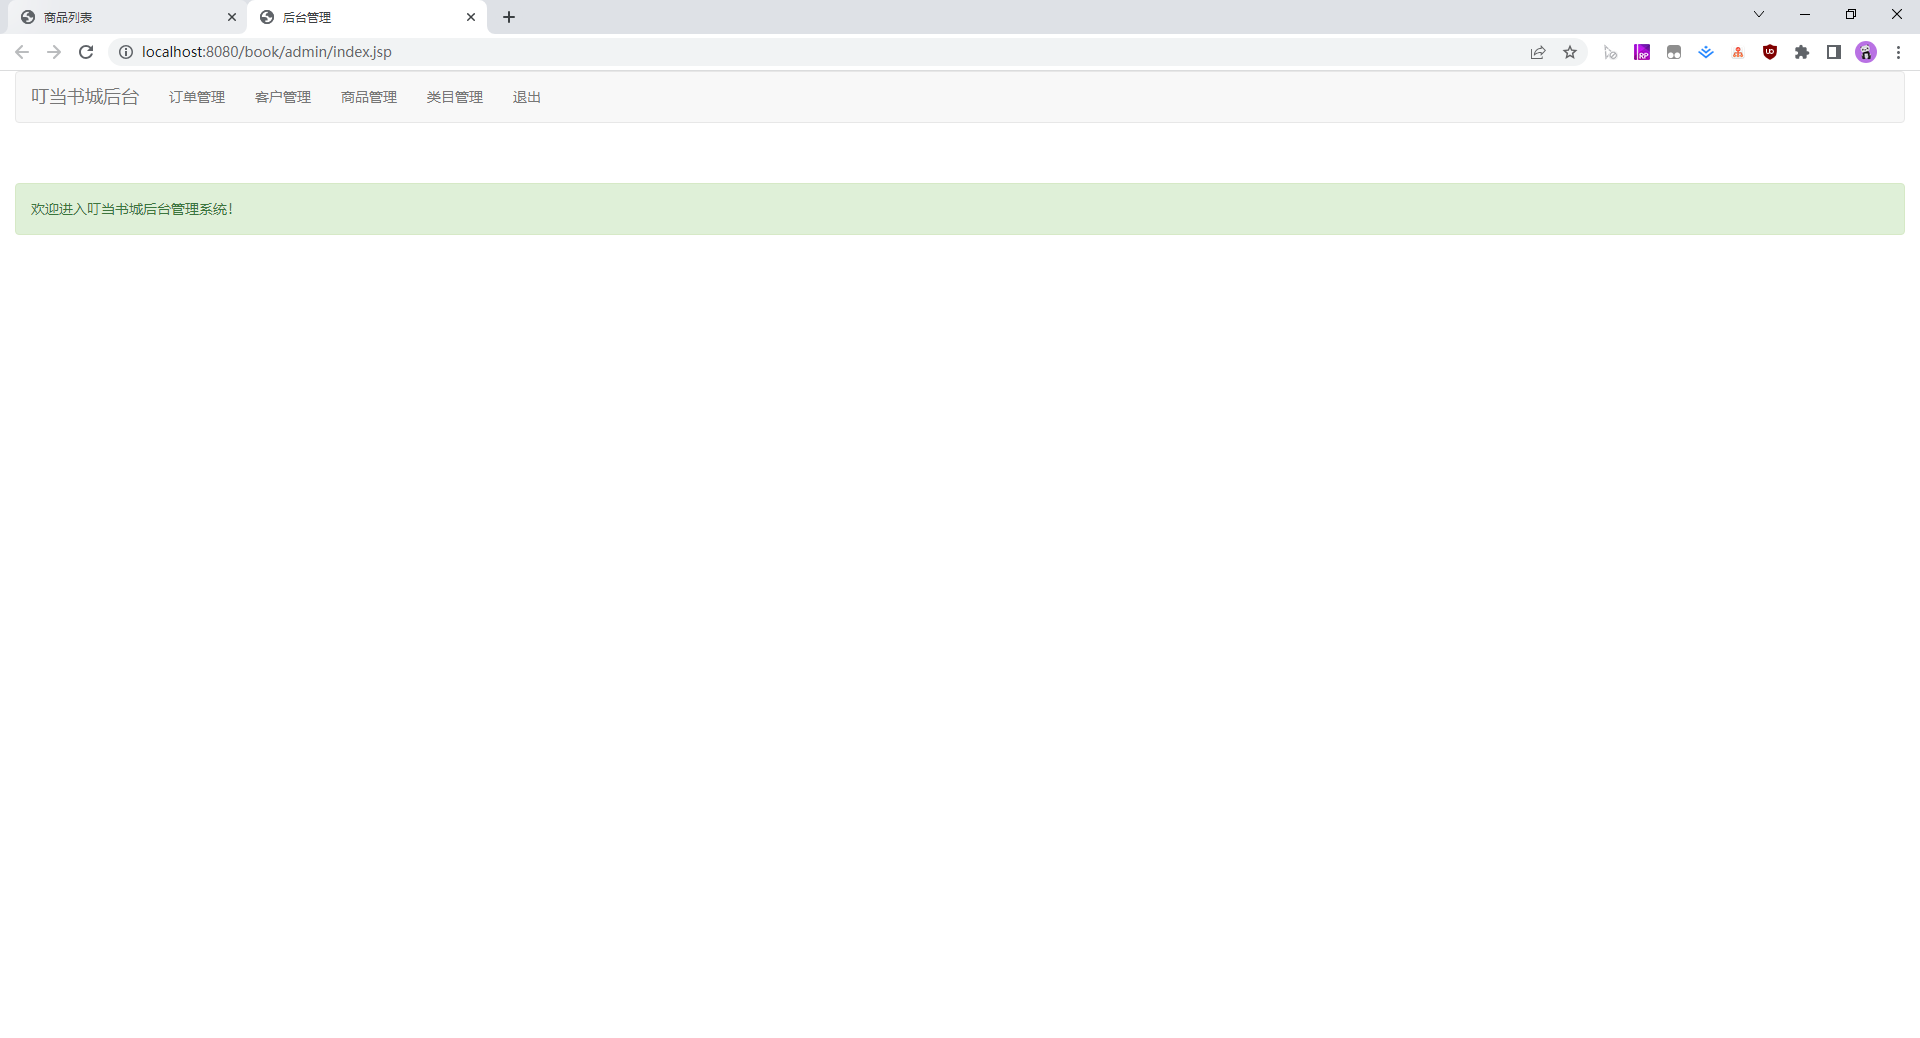 商品列表
后台管理
localhost:8080/book/admin/index.jsp
RP
UD
叮当书城后台 订单管理 客户管理 商品管理 类目管理 退出
欢迎进入叮当书城后台管理系统!